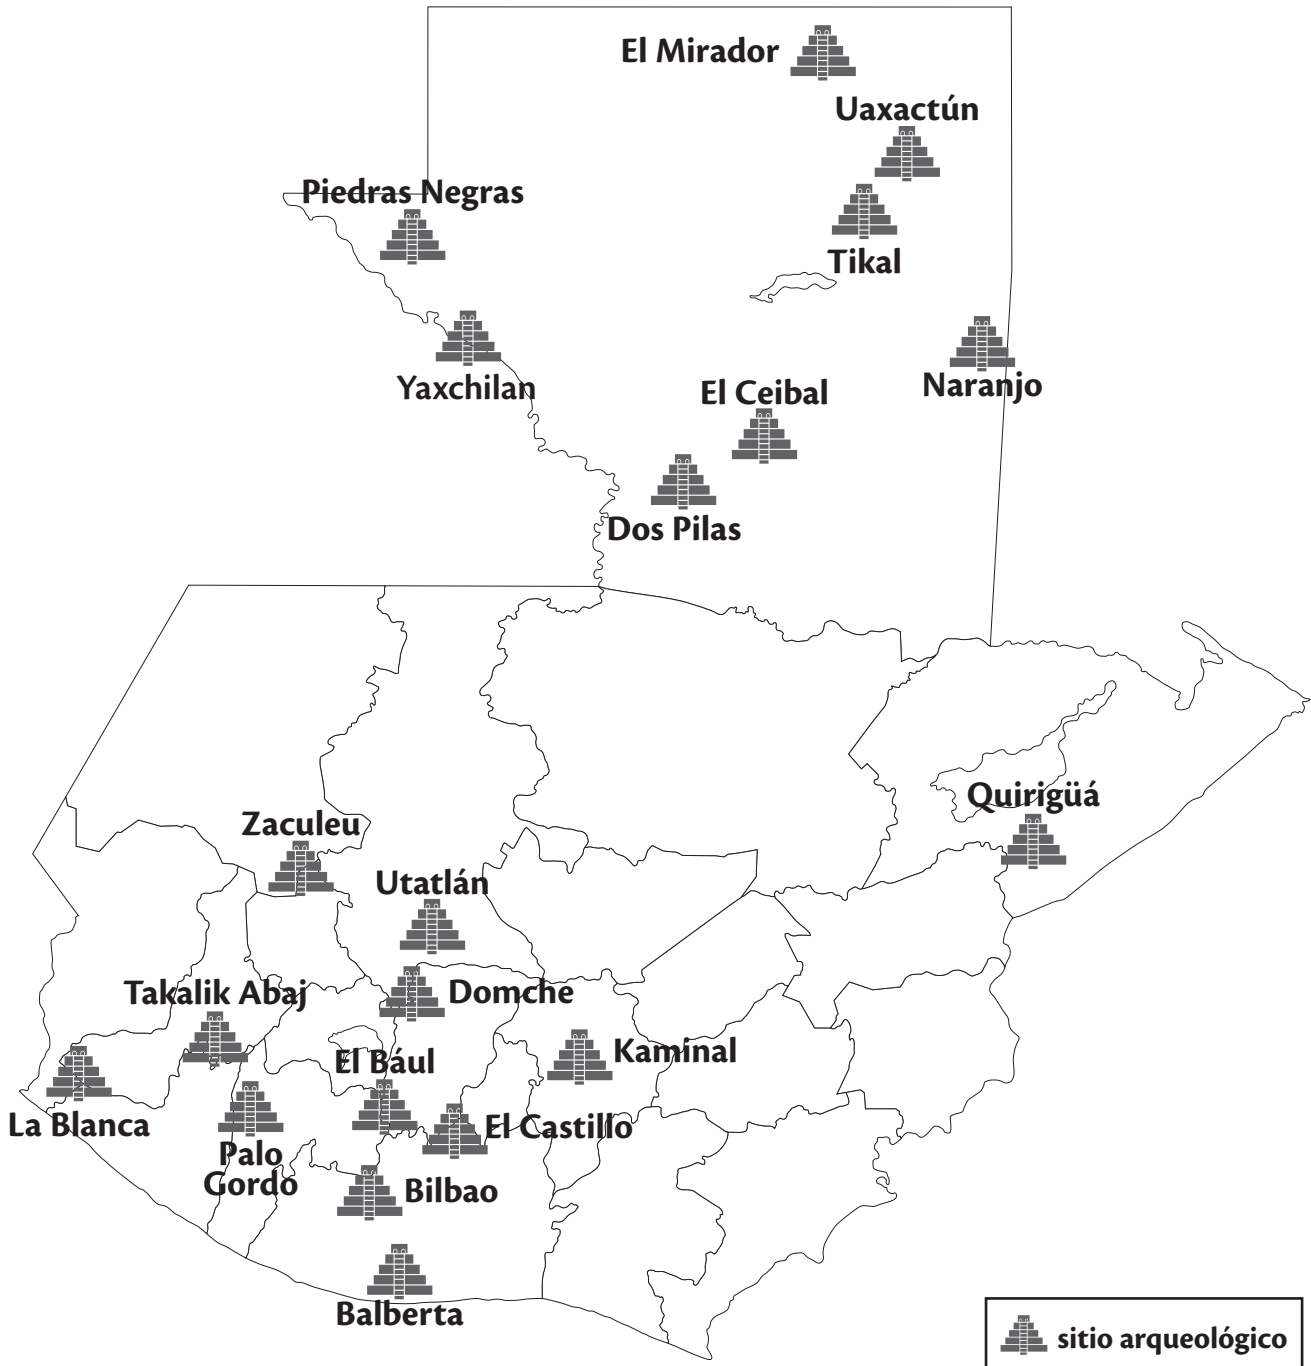 El Mirador
Uaxactún
Piedras Negras
Tikal
Yaxchilan
Naranjo
El Ceibal
Dos Pilas
Quirigüá
Zaculeu
Utatlán
Takalik Abaj
Domche
Kaminal
El Bául
La Blanca
El Castillo
Palo
Gordo
Bilbao
Balberta
sitio arqueológico